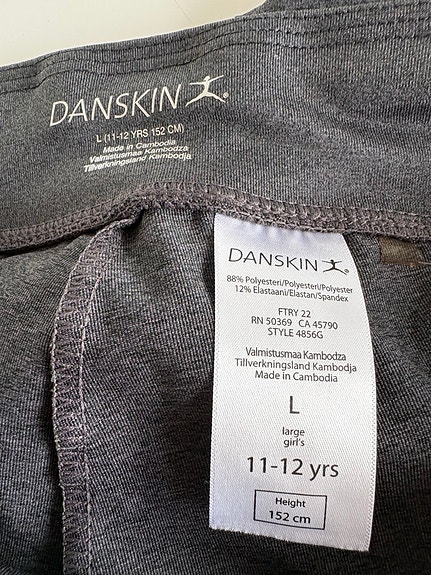 DANSKIN ®
L (11-12 YRS 152 CM)
Made in Cambodia
Valmistusmaa Kambodza
Tillverkningsland Kambodja
DANSKIN ®
88% Polyesteri/Polyester/Polyester
12% Elastaani/Elastan/Spandex
FTRY 22
RN 50369 CA 45790
STYLE 4856G
Valmistusmaa Kambodza
Tillverkningsland Kambodja
Made in Cambodia
L
large
girl's
11-12 yrs
Height
152 cm